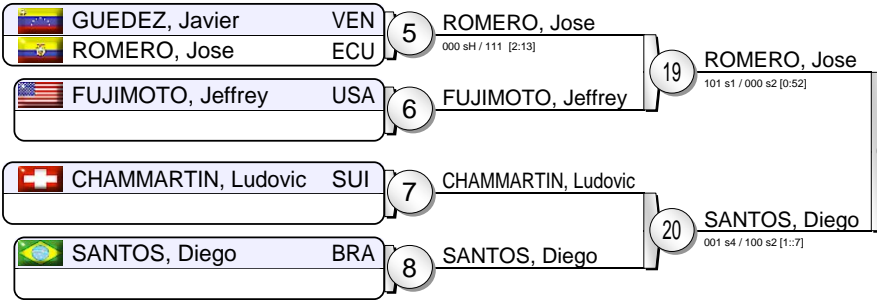 GUEDEZ, Javier VEN
ROMERO, Jose ECU
5
ROMERO, Jose
000 sH / 111 [2:13]
FUJIMOTO, Jeffrey USA
6
FUJIMOTO, Jeffrey
19
ROMERO, Jose
101 s1 / 000 s2 [0:52]
CHAMMARTIN, Ludovic SUI
7
CHAMMARTIN, Ludovic
SANTOS, Diego BRA
8
SANTOS, Diego
20
SANTOS, Diego
001 s4 / 100 s2 [1::7]